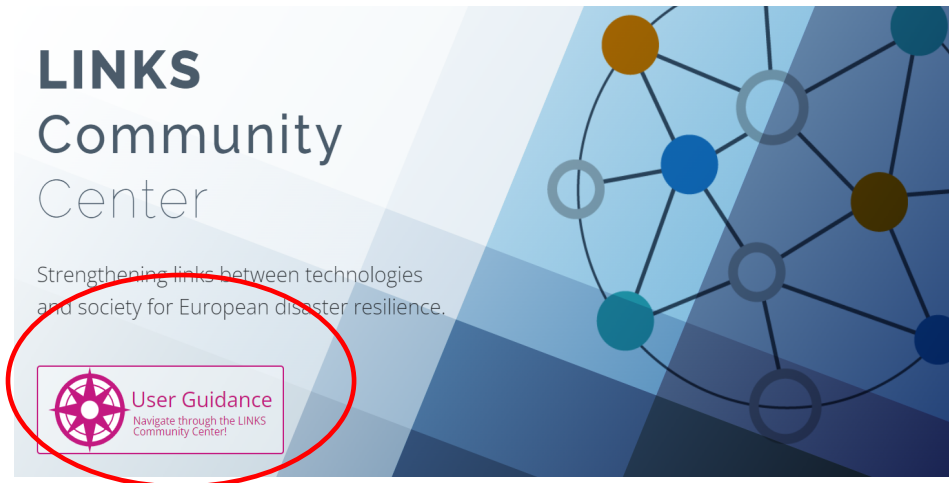 LINKS
Community
Center
Strengthening links between technologies
and society for European disaster resilience.
User Guidance
Navigate through the LINKS
Community Center!